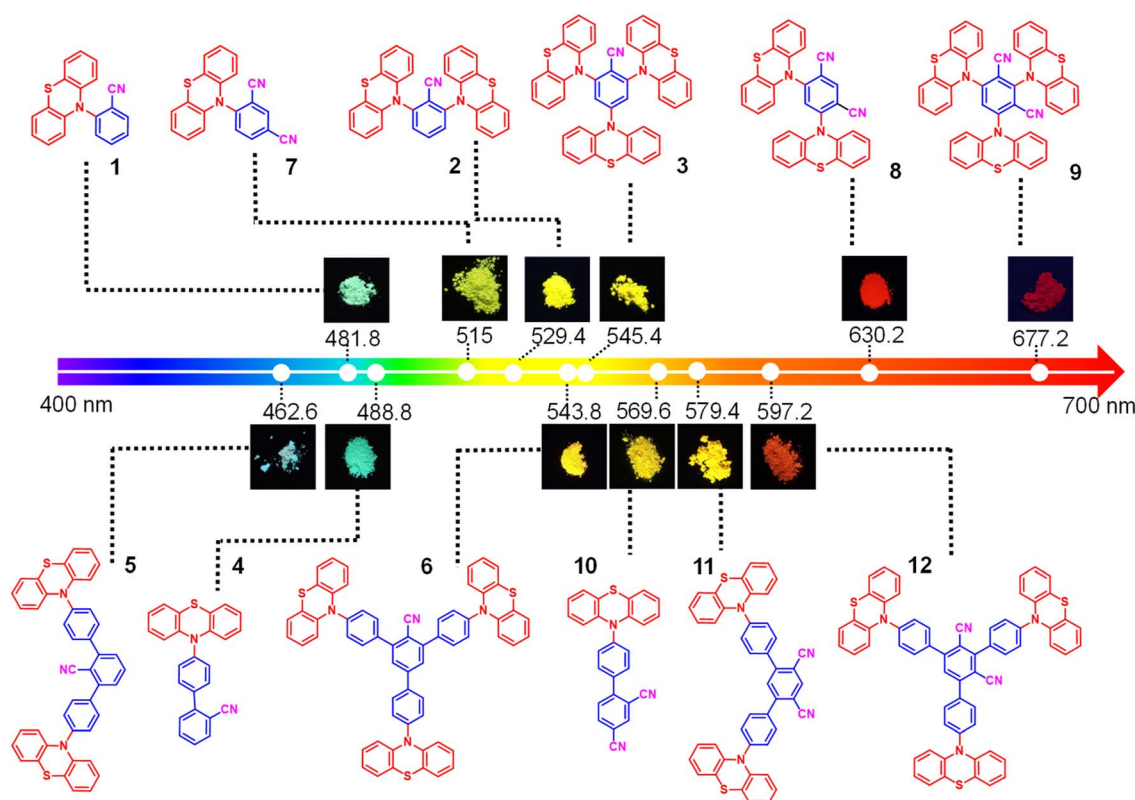 S
CN
N
1
S
CN
N
CN
7
S
CN
S
N
N
2
S
CN
S
N
N
N
S
3
S
CN
N
CN
N
S
8
S
CN
S
N
N
CN
N
S
9
481.8
515
529.4
545.4
630.2
677.2
400 nm
700 nm
462.6
488.8
543.8
569.6
579.4
597.2
5
S
N
NC
N
S
4
S
N
CN
6
S
S
N
CN
N
N
S
10
S
N
CN
CN
11
S
N
CN
CN
N
S
12
S
S
N
CN
N
CN
N
S